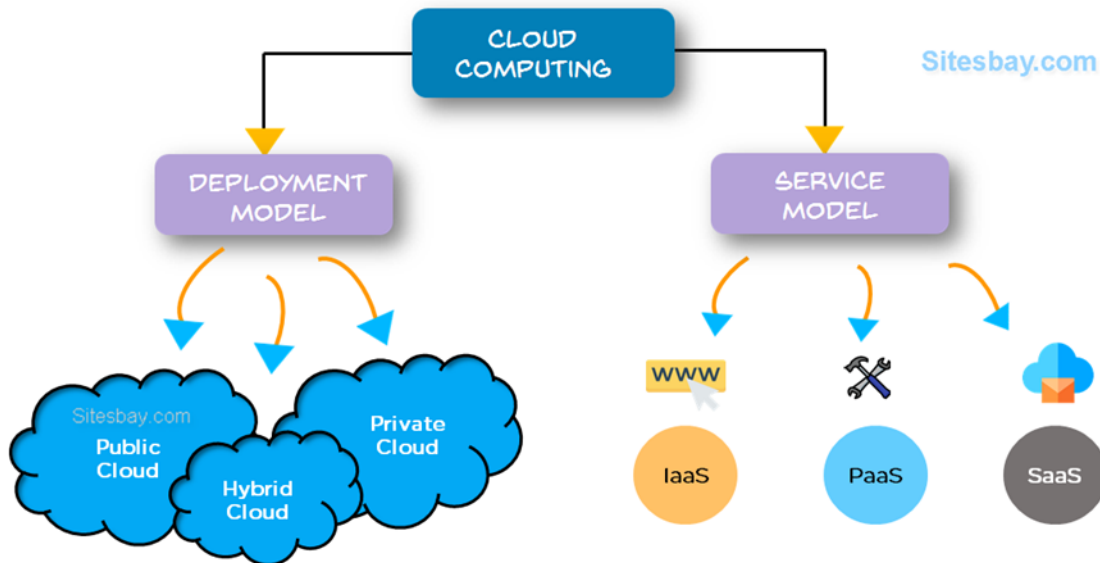 CLOUD
COMPUTING
Sitesbay.com
DEPLOYMENT
MODEL
SERVICE
MODEL
Sitesbay.com
Public
Cloud
Hybrid
Cloud
Private
Cloud
WWW
IaaS
PaaS
SaaS